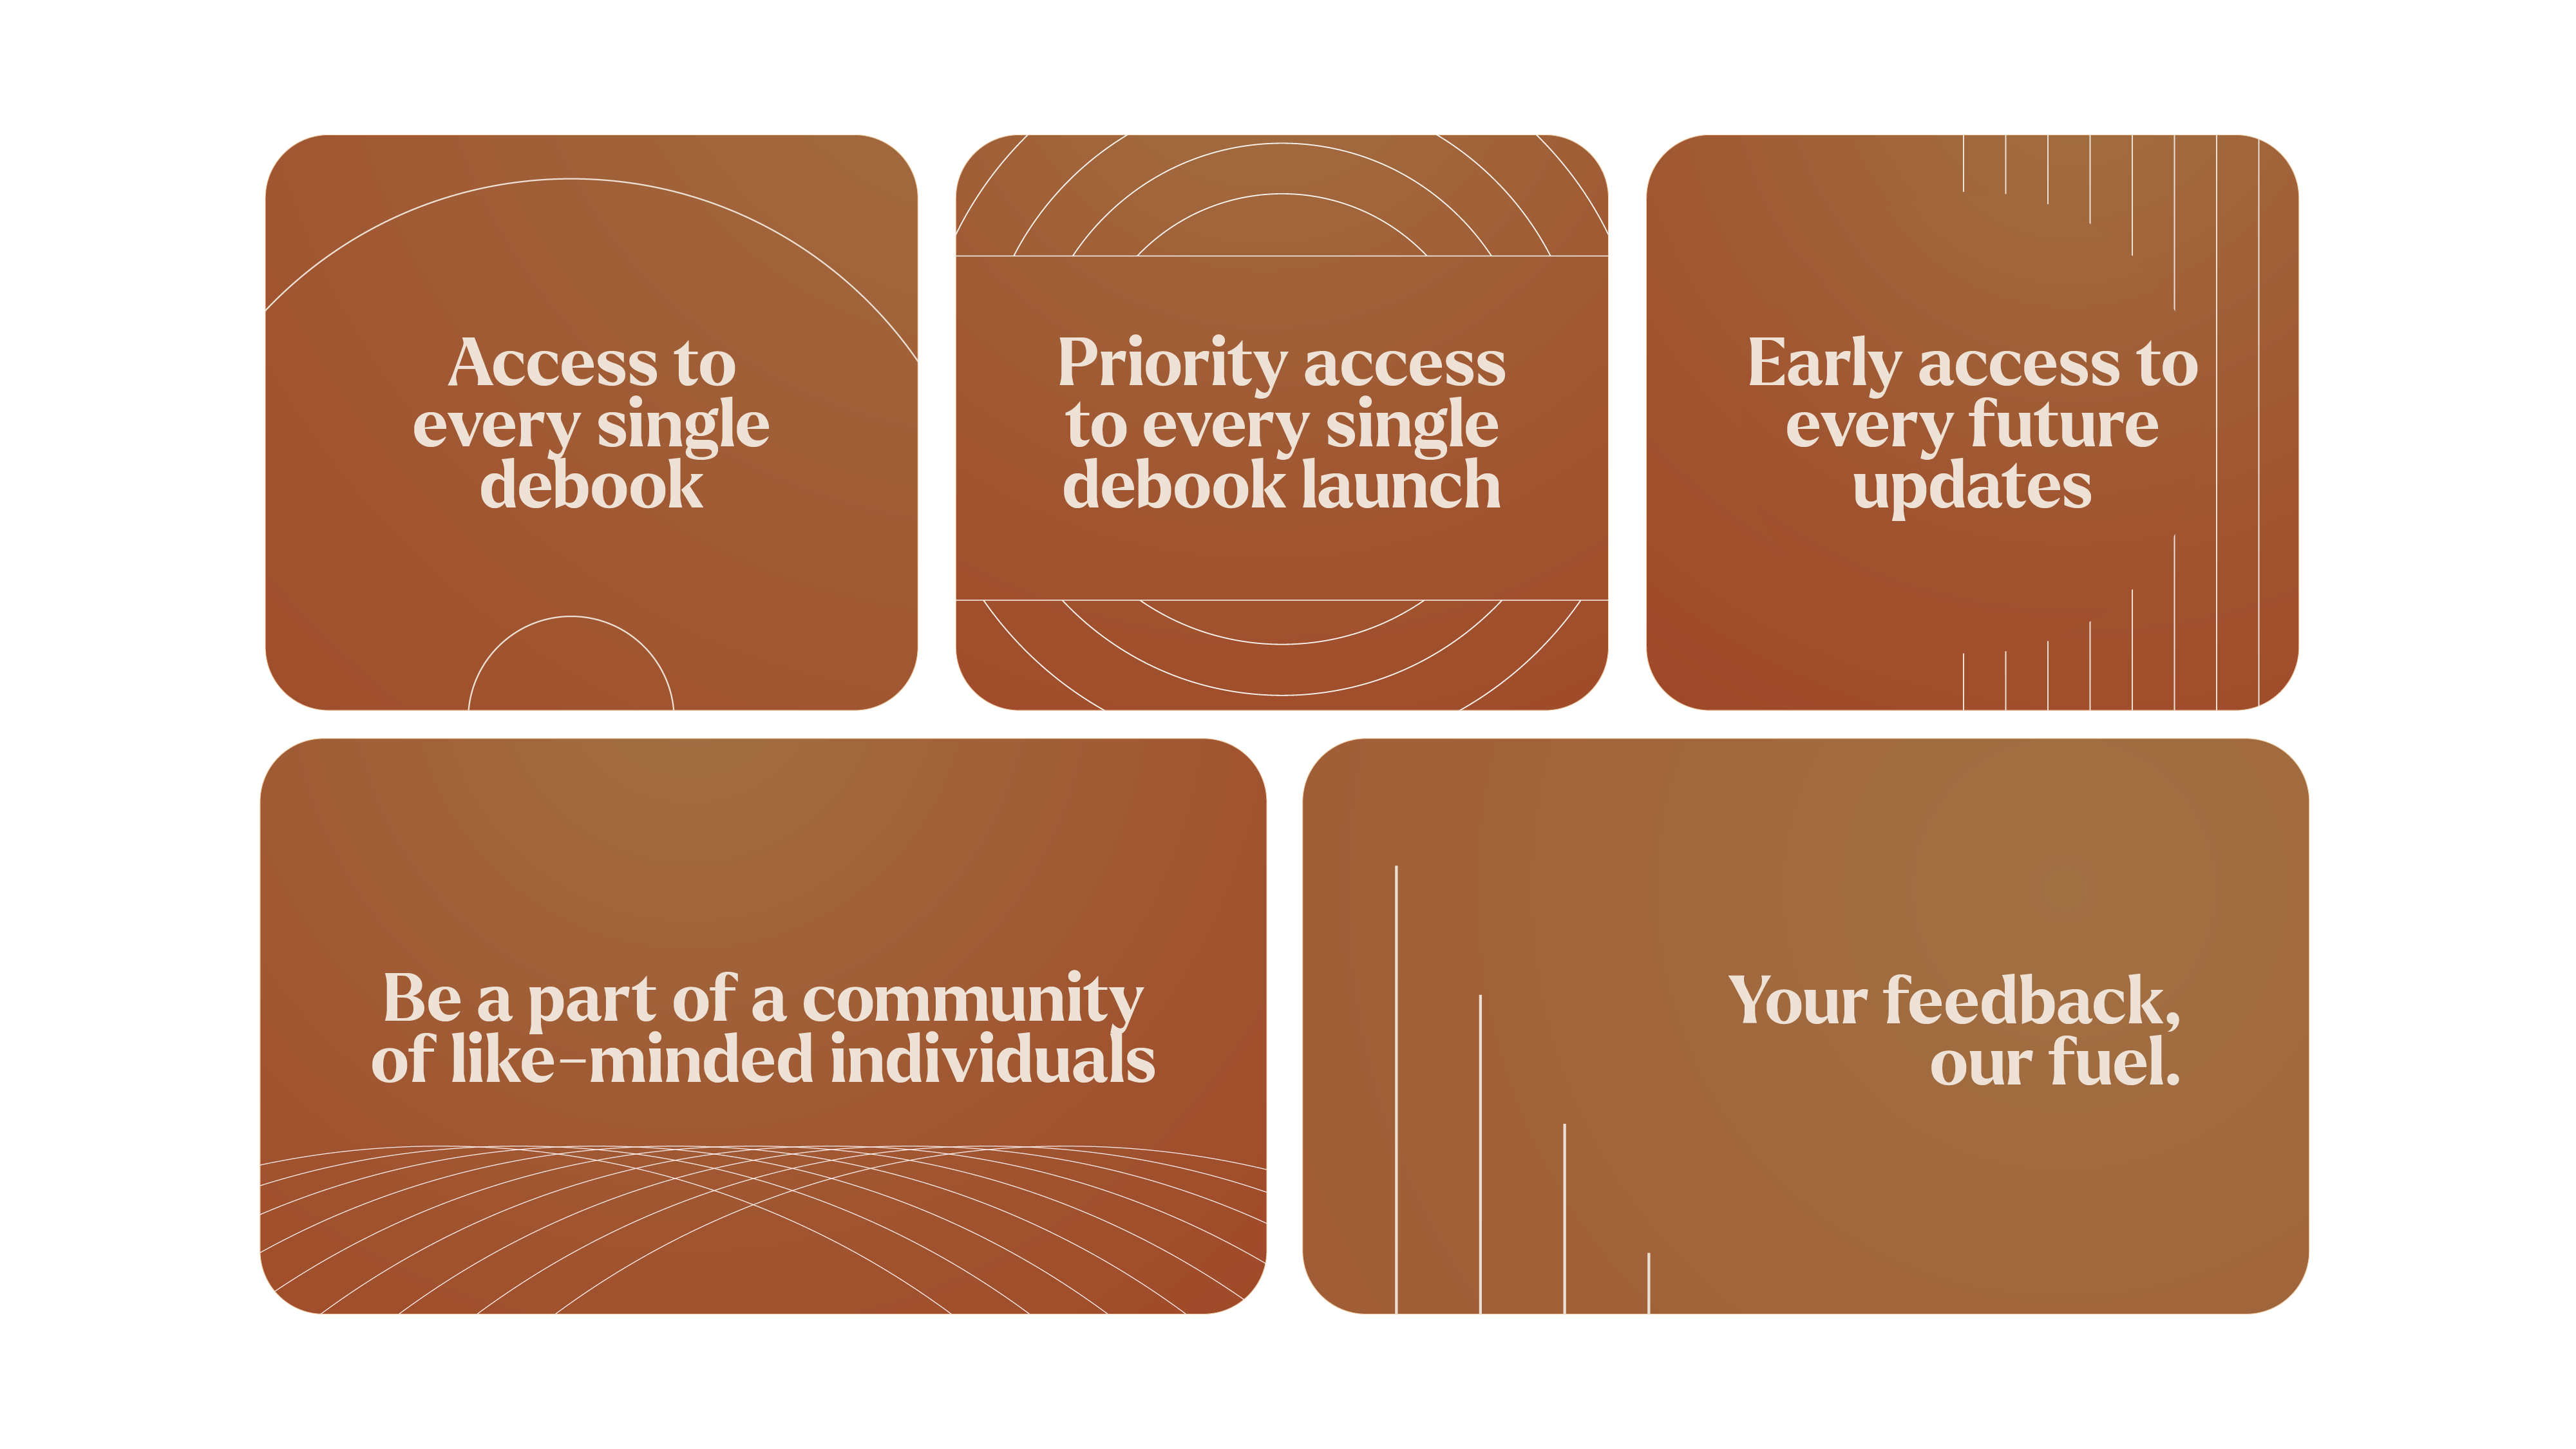 Access to
every single
debook
Priority access
to every single
debook launch
Early access to
every future
updates
Be a part of a community
of like-minded individuals
Your feedback,
our fuel.